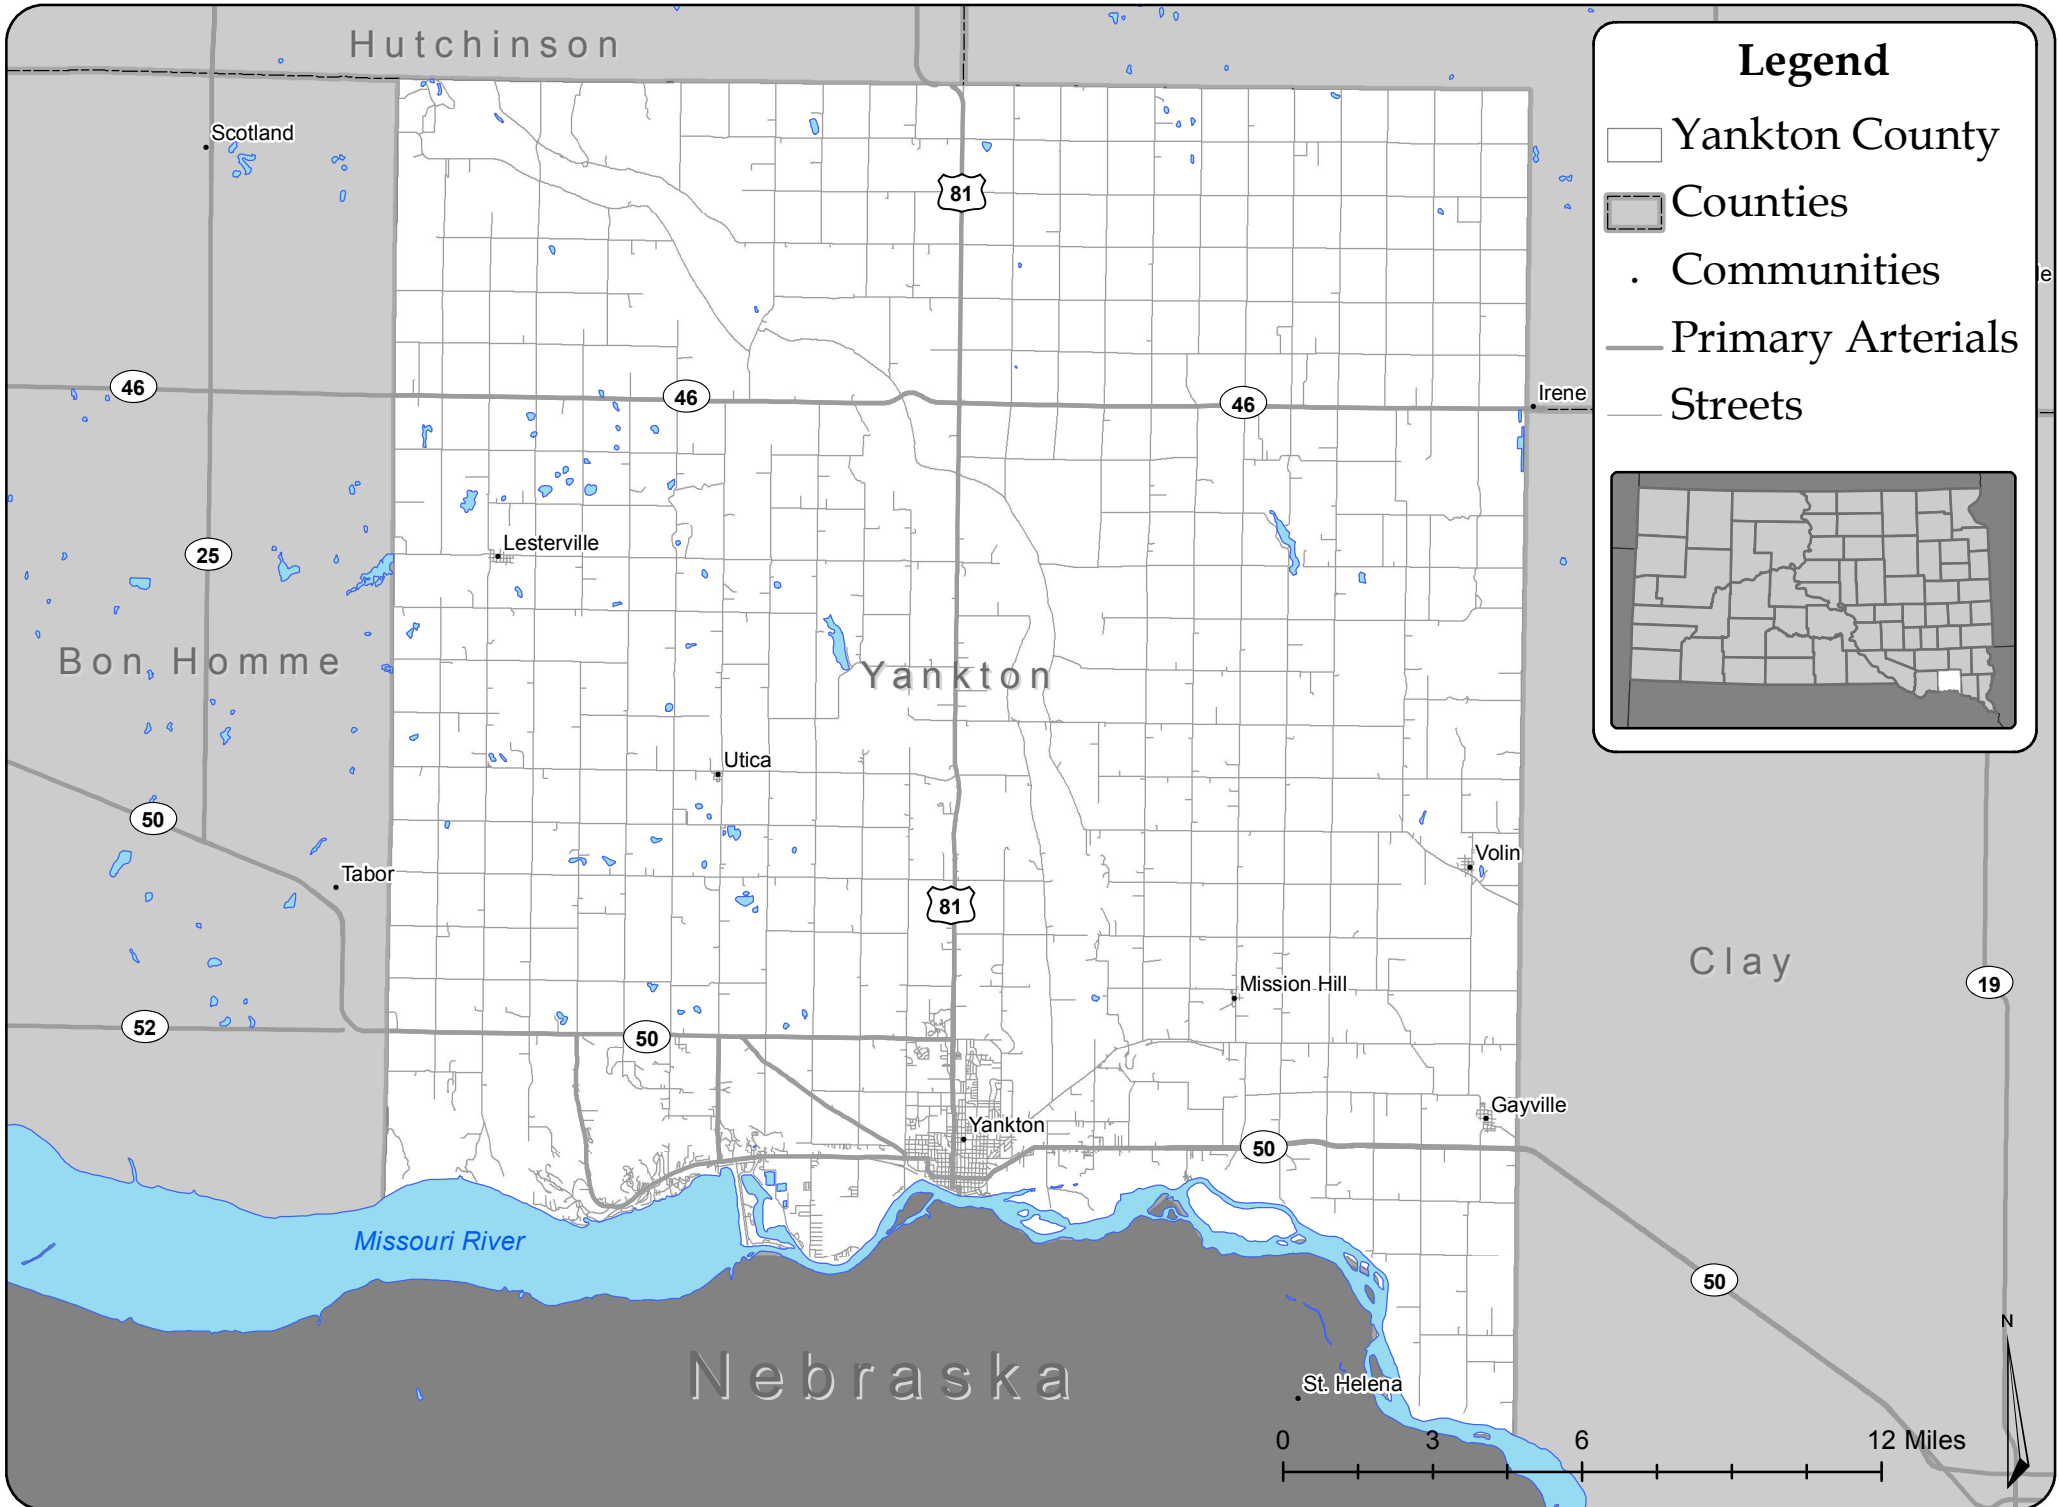 Hutchinson
Legend
Yankton County
Counties
Communities
Primary Arterials
Streets
Scotland
81
46
46
46
Irene
25
Lesterville
Bon Homme
Yankton
Utica
50
Tabor
Volin
81
Clay
Mission Hill
19
52
50
Gayville
Yankton
50
Missouri River
50
Nebraska
St. Helena
N
0 3 6 12 Miles